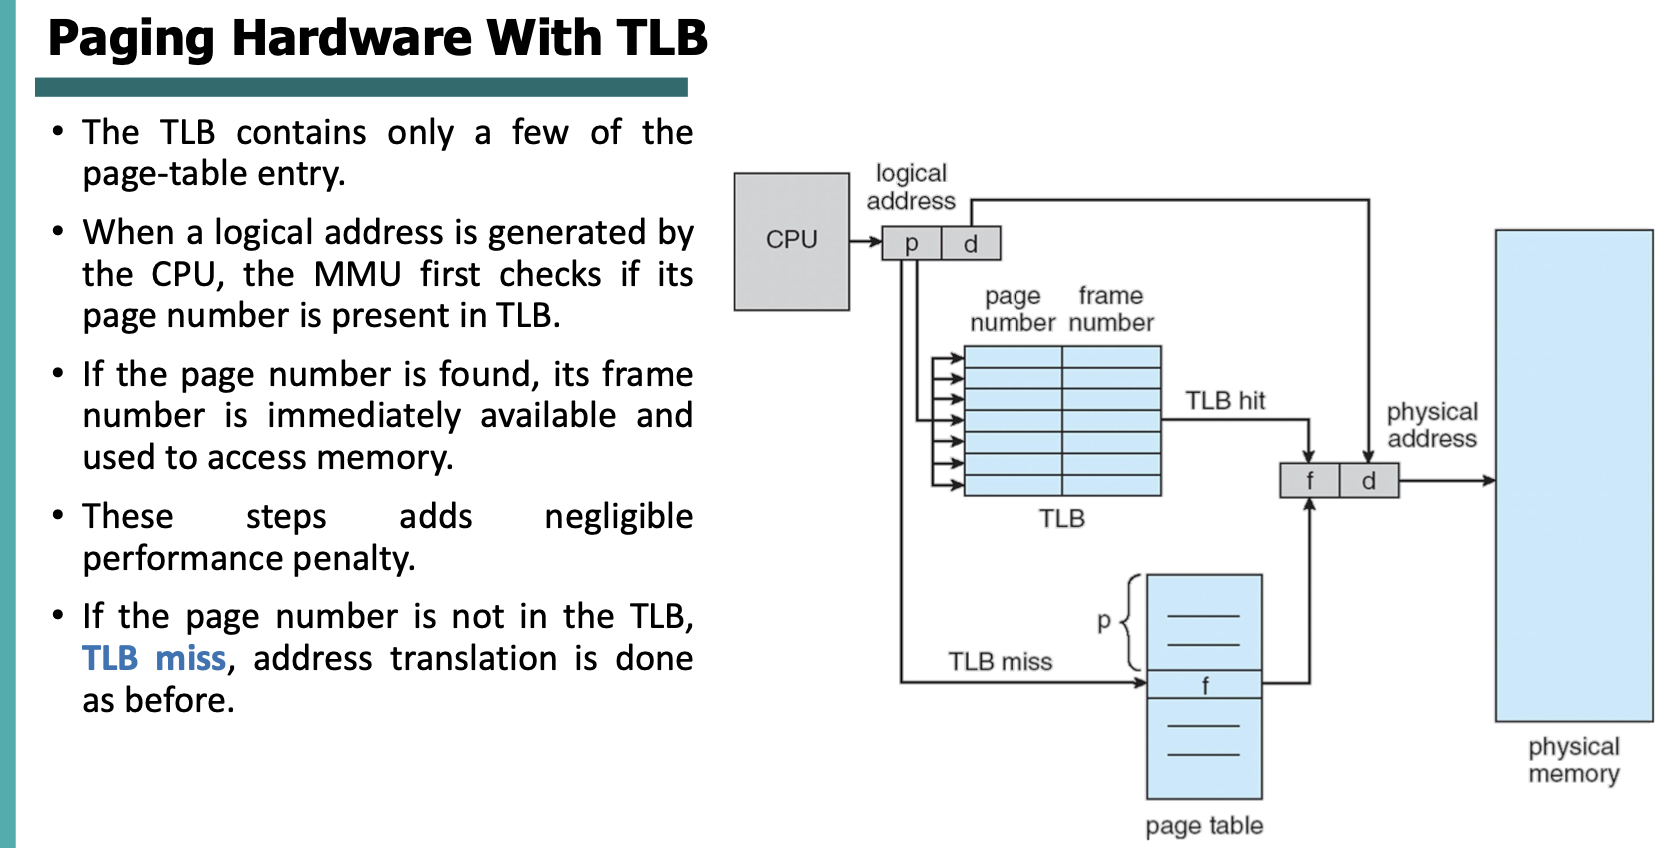 Paging Hardware With TLB
• The TLB contains only a few of the
page-table entry.
• When a logical address is generated by
the CPU, the MMU first checks if its
page number is present in TLB.
• If the page number is found, its frame
number is immediately available and
used to access memory.
• These steps adds negligible
performance penalty.
• If the page number is not in the TLB,
TLB miss, address translation is done
as before.
logical
address
CPU
p d
page frame
number number
TLB hit
TLB
physical
address
f d
p
TLB miss
f
page table
physical
memory